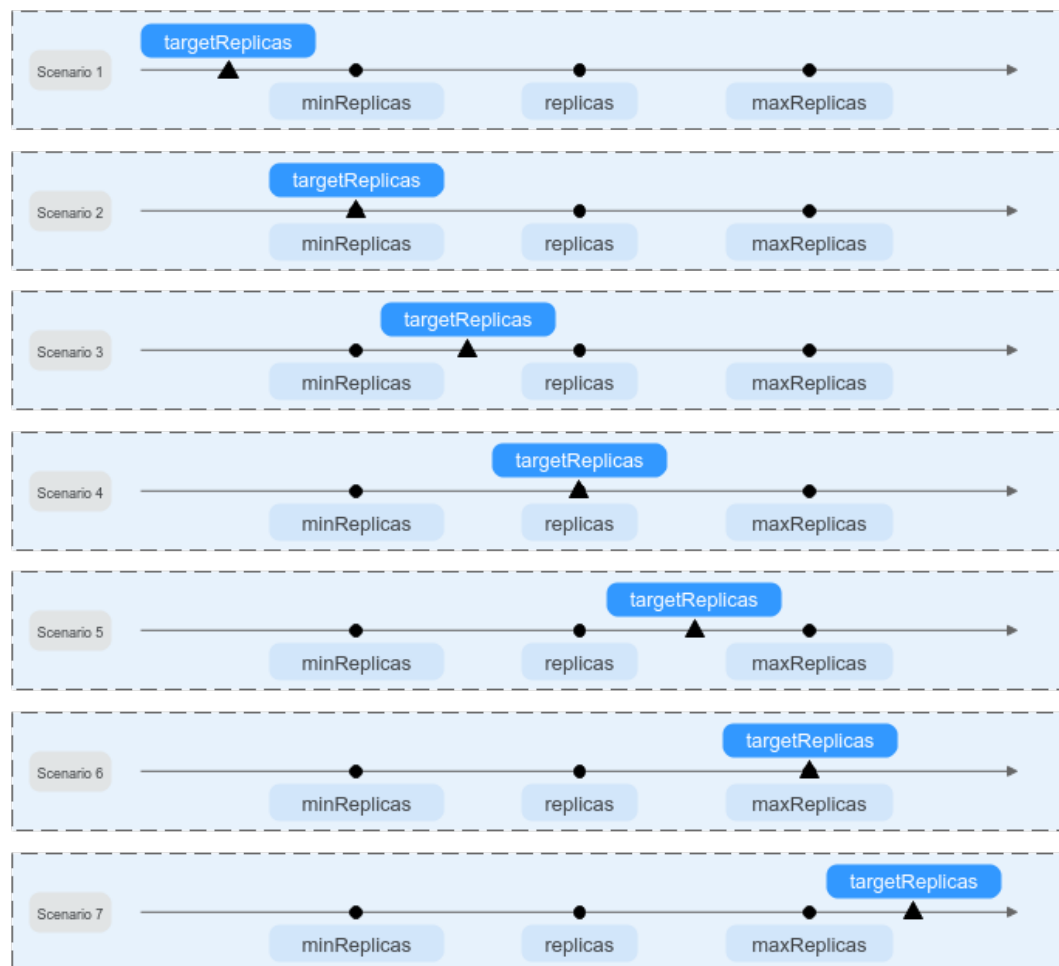 targetReplicas
Scenario 1
minReplicas replicas maxReplicas
targetReplicas
Scenario 2
minReplicas replicas maxReplicas
targetReplicas
Scenario 3
minReplicas replicas maxReplicas
targetReplicas
Scenario 4
minReplicas replicas maxReplicas
targetReplicas
Scenario 5
minReplicas replicas maxReplicas
targetReplicas
Scenario 6
minReplicas replicas maxReplicas
targetReplicas
Scenario 7
minReplicas replicas maxReplicas